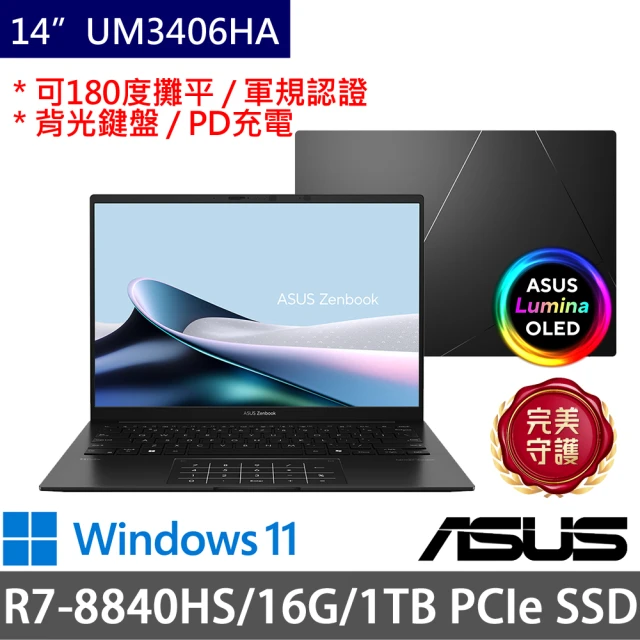 14” UM3406HA
* 可180度攤平 / 軍規認證
* 背光鍵盤 / PD充電
ASUS Zenbook
ASUS
Lumina
OLED
ASUS Zenbook
完美
守護
Windows 11
ASUS
R7-8840HS/16G/1TB PCIe SSD